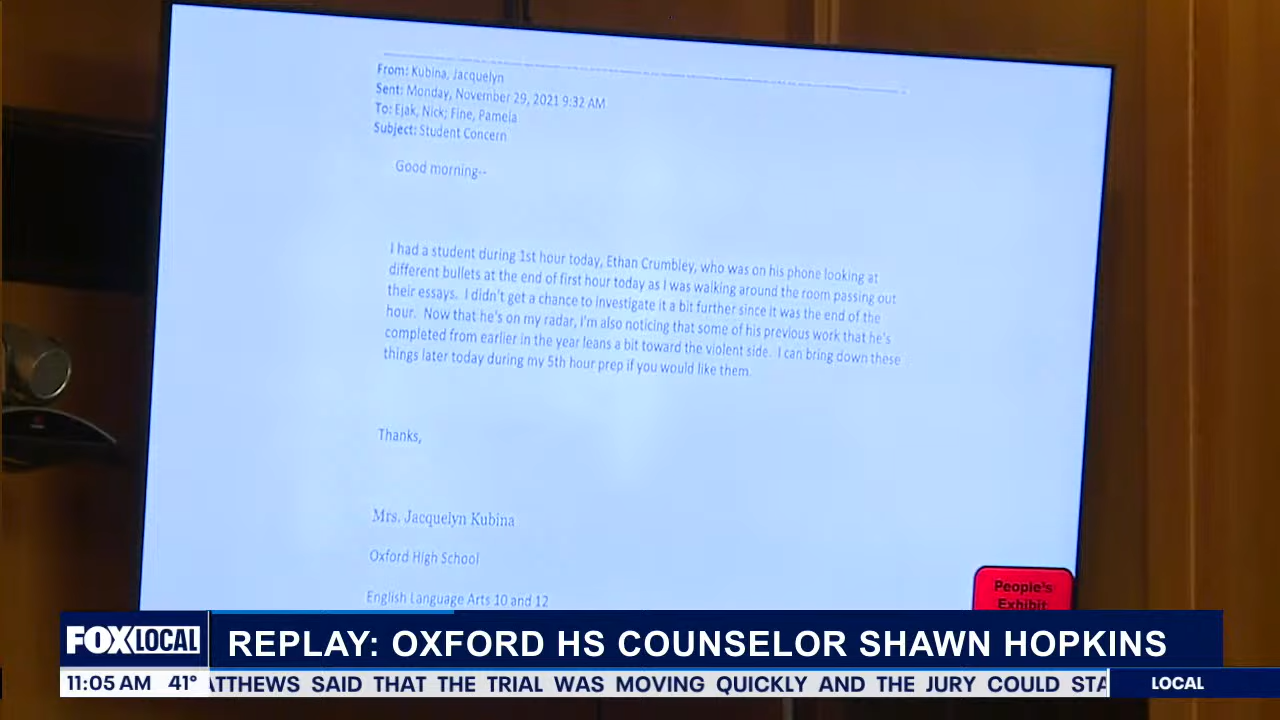 From: Kubina, Jacquelyn
Sent: Monday, November 29, 2021 9:32 AM
To: Ejak, Nick; Fine, Pamela
Subject: Student Concern
Good morning--
I had a student during 1st hour today, Ethan Crumbley, who was on his phone looking at
different bullets at the end of first hour today as I was walking around the room passing out
their essays. I didn't get a chance to investigate it a bit further since it was the end of the
hour. Now that he's on my radar, I'm also noticing that some of his previous work that he's
completed from earlier in the year leans a bit toward the violent side. I can bring down these
things later today during my 5th hour prep if you would like them.
Thanks,
Mrs. Jacquelyn Kubina
Oxford High School
English Language Arts 10 and 12
People's
Exhibit
FOX LOCAL
REPLAY: OXFORD HS COUNSELOR SHAWN HOPKINS
11:05 AM 41° ATTHEWS SAID THAT THE TRIAL WAS MOVING QUICKLY AND THE JURY COULD STA
LOCAL